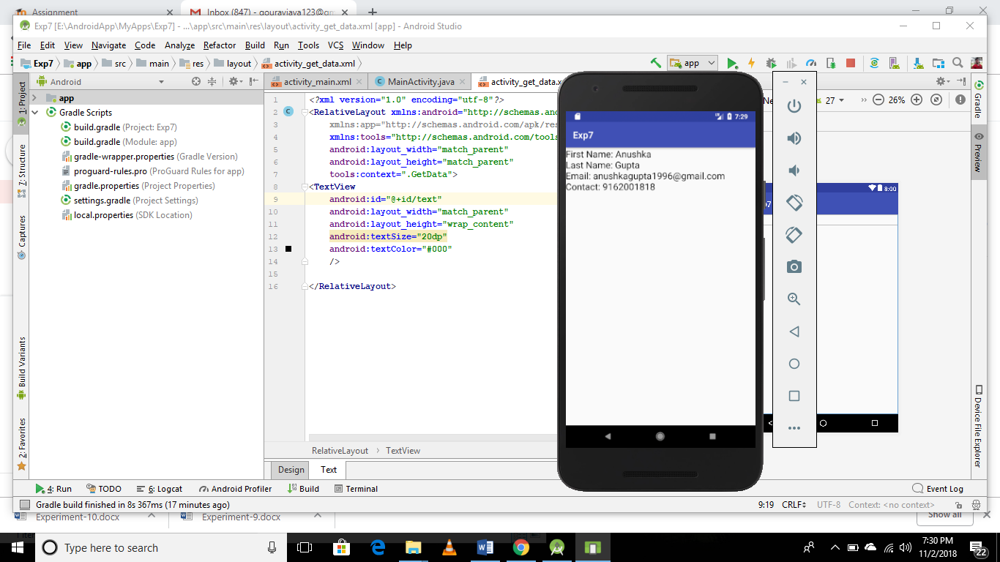 Assignment
Inbox (847) - gouravjaya123@gm
Exp7 [E:\AndroidApp\MyApps\Exp7] - ...\app\src\main\res\layout\activity_get_data.xml [app] - Android Studio
File Edit View Navigate Code Analyze Refactor Build Run Tools VCS Window Help
Exp7 app src main res layout activity_get_data.xml
app
Android
activity_main.xml MainActivity.java activity_get_data.x
1: Project
7: Structure
Captures
Build Variants
2: Favorites
app
Gradle Scripts
build.gradle (Project: Exp7)
build.gradle (Module: app)
gradle-wrapper.properties (Gradle Version)
proguard-rules.pro (ProGuard Rules for app)
gradle.properties (Project Properties)
settings.gradle (Project Settings)
local.properties (SDK Location)
1 <?xml version="1.0" encoding="utf-8"?>
2 <RelativeLayout xmlns:android="http://schemas.and
3 xmlns:app="http://schemas.android.com/apk/res
4 xmlns:tools="http://schemas.android.com/tools
5 android:layout_width="match_parent"
6 android:layout_height="match_parent"
7 tools:context=".GetData">
8 <TextView
9 android:id="@+id/text"
10 android:layout_width="match_parent"
11 android:layout_height="wrap_content"
12 android:textSize="20dp"
13 android:textColor="#000"
14 />
15
16 </RelativeLayout>
RelativeLayout TextView
Design Text
7:29
Exp7
First Name: Anushka
Last Name: Gupta
Email: anushkagupta1996@gmail.com
Contact: 9162001818
Ne
27
26%
8:00
p7
Gradle
Preview
Device File Explorer
4: Run TODO 6: Logcat Android Profiler Build Terminal
Event Log
Gradle build finished in 8s 367ms (17 minutes ago)
9:19 CRLF UTF-8 Context: <no context>
Experiment-10.docx
Experiment-9.docx
Show all
Type here to search
7:30 PM
11/2/2018
22